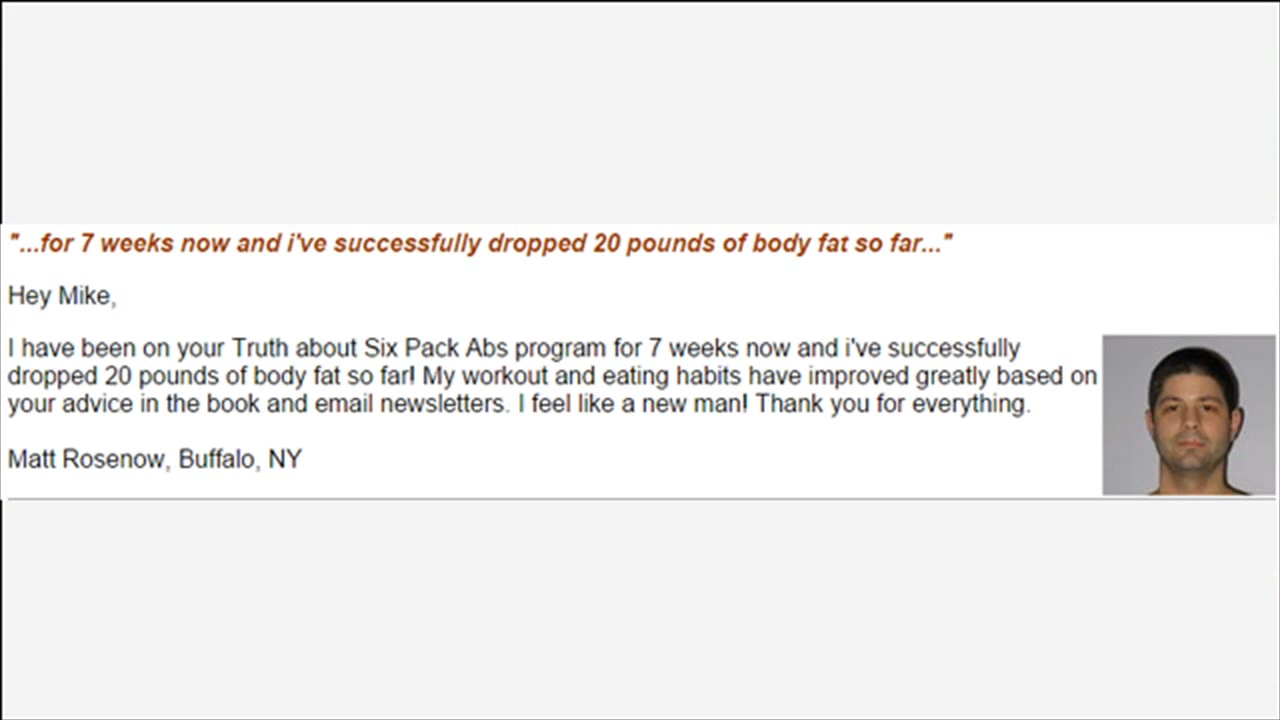 "...for 7 weeks now and i've successfully dropped 20 pounds of body fat so far..."
Hey Mike,
I have been on your Truth about Six Pack Abs program for 7 weeks now and i've successfully
dropped 20 pounds of body fat so far! My workout and eating habits have improved greatly based on
your advice in the book and email newsletters. I feel like a new man! Thank you for everything.
Matt Rosenow, Buffalo, NY